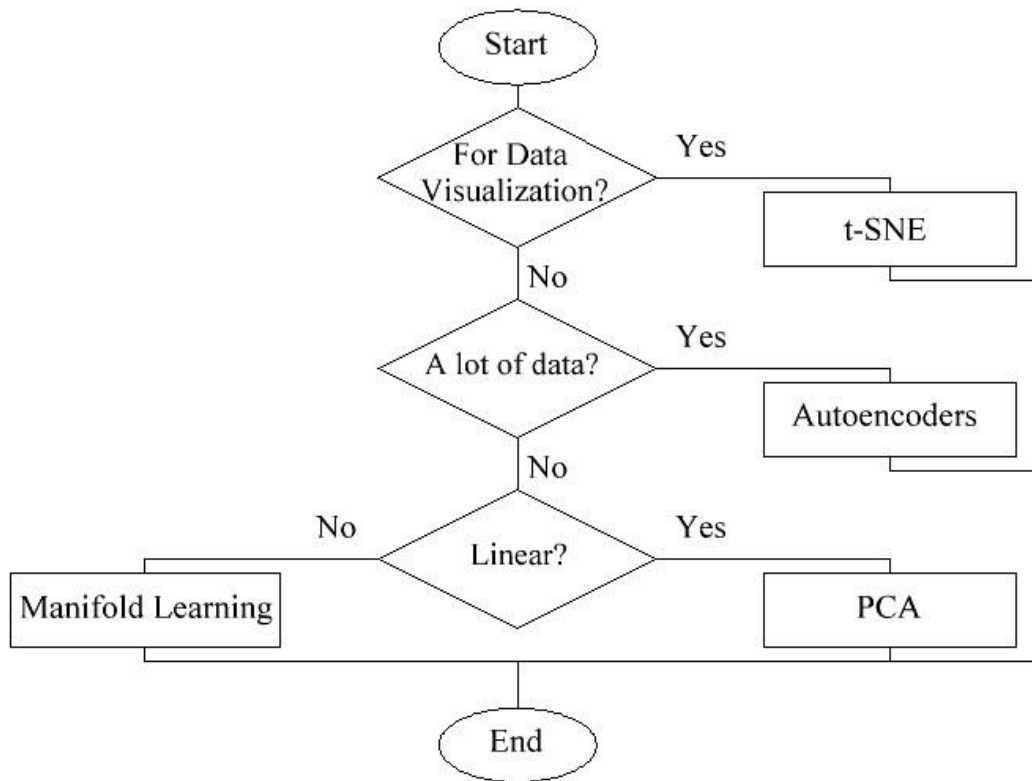 Start
For Data
Visualization?
Yes
t-SNE
No
A lot of data?
Yes
Autoencoders
No
Linear?
No
Yes
Manifold Learning
PCA
End